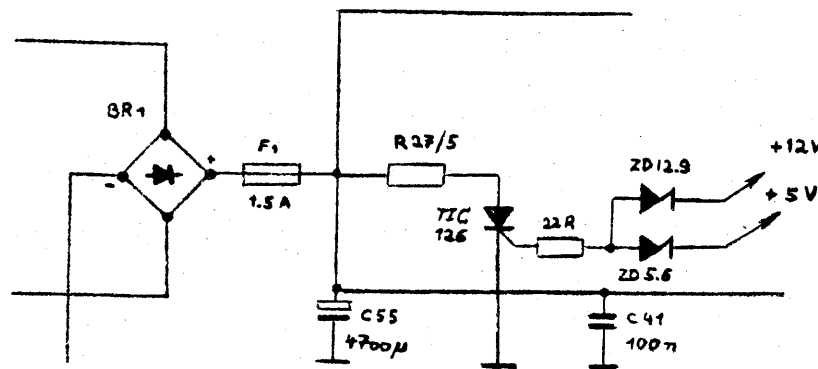 BR1
-
+
F1
1.5A
R27/5
TIC
126
22R
ZD12.9
ZD5.6
+12V
+5V
C55
4700µ
C41
100n